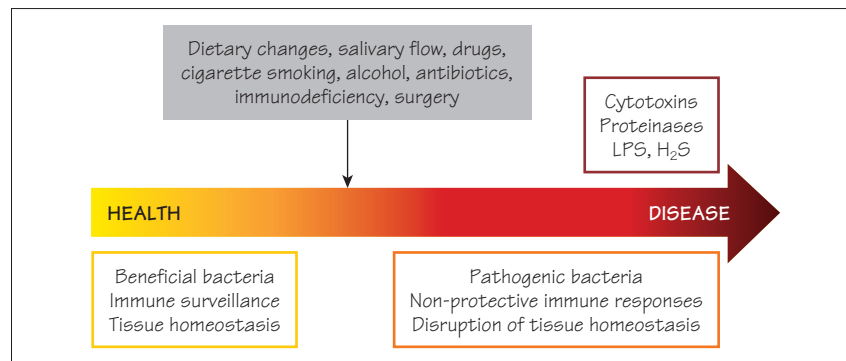 Dietary changes, salivary flow, drugs,
cigarette smoking, alcohol, antibiotics,
immunodeficiency, surgery
Cytotoxins
Proteinases
LPS, H₂S
HEALTH
DISEASE
Beneficial bacteria
Immune surveillance
Tissue homeostasis
Pathogenic bacteria
Non-protective immune responses
Disruption of tissue homeostasis